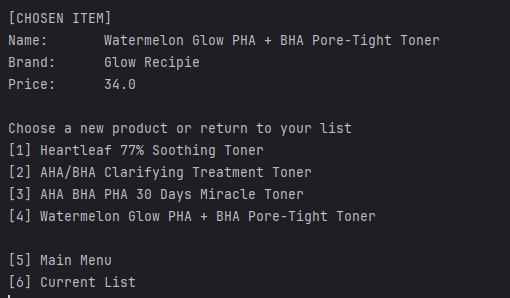 [CHOSEN ITEM]
Name:       Watermelon Glow PHA + BHA Pore-Tight Toner
Brand:      Glow Recipie
Price:      34.0

Choose a new product or return to your list
[1] Heartleaf 77% Soothing Toner
[2] AHA/BHA Clarifying Treatment Toner
[3] AHA BHA PHA 30 Days Miracle Toner
[4] Watermelon Glow PHA + BHA Pore-Tight Toner

[5] Main Menu
[6] Current List